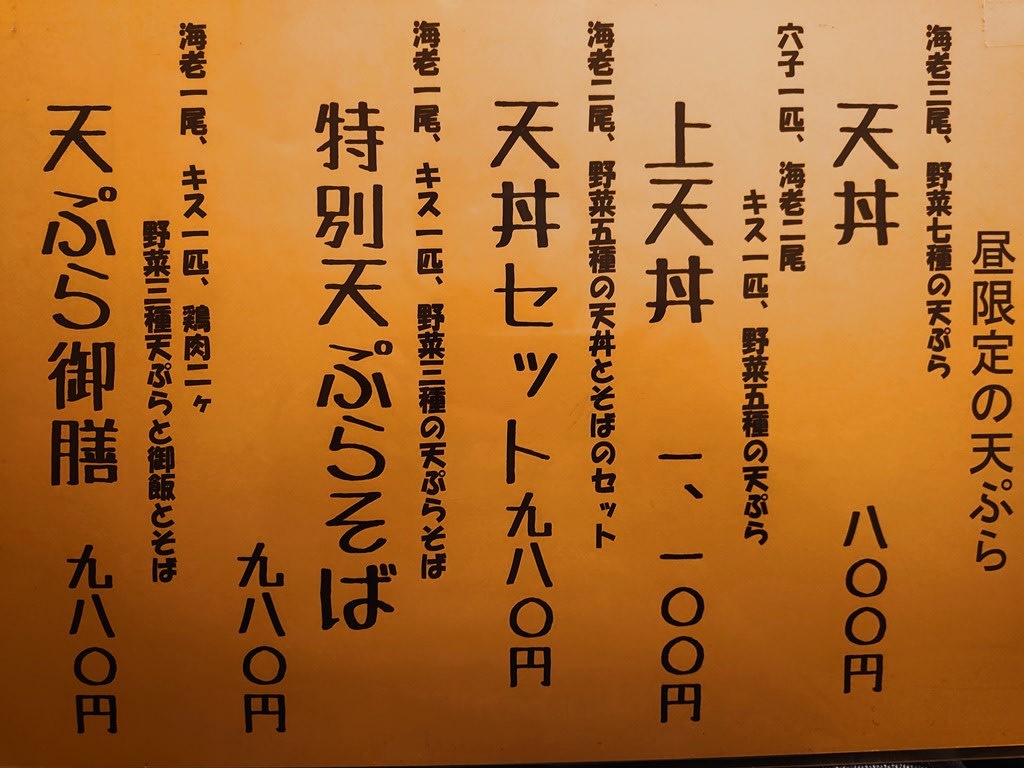 昼限定の天ぷら
海老三尾、野菜七種の天ぷら
天丼 八〇〇円
穴子一匹、海老二尾
キス一匹、野菜五種の天ぷら
上天丼 一、一〇〇円
海老二尾、野菜五種の天丼とそばのセット
天丼セット九八〇円
海老一尾、キス一匹、野菜三種の天ぷらそば
特別天ぷらそば
九八〇円
海老一尾、キス一匹、鶏肉二ヶ
野菜三種天ぷらと御飯とそば
天ぷら御膳 九八〇円